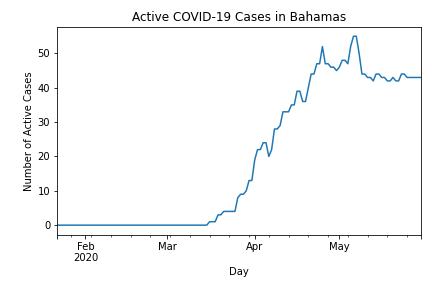 Active COVID-19 Cases in Bahamas
Number of Active Cases
50
40
30
20
10
0
Feb
2020
Mar
Apr
May
Day